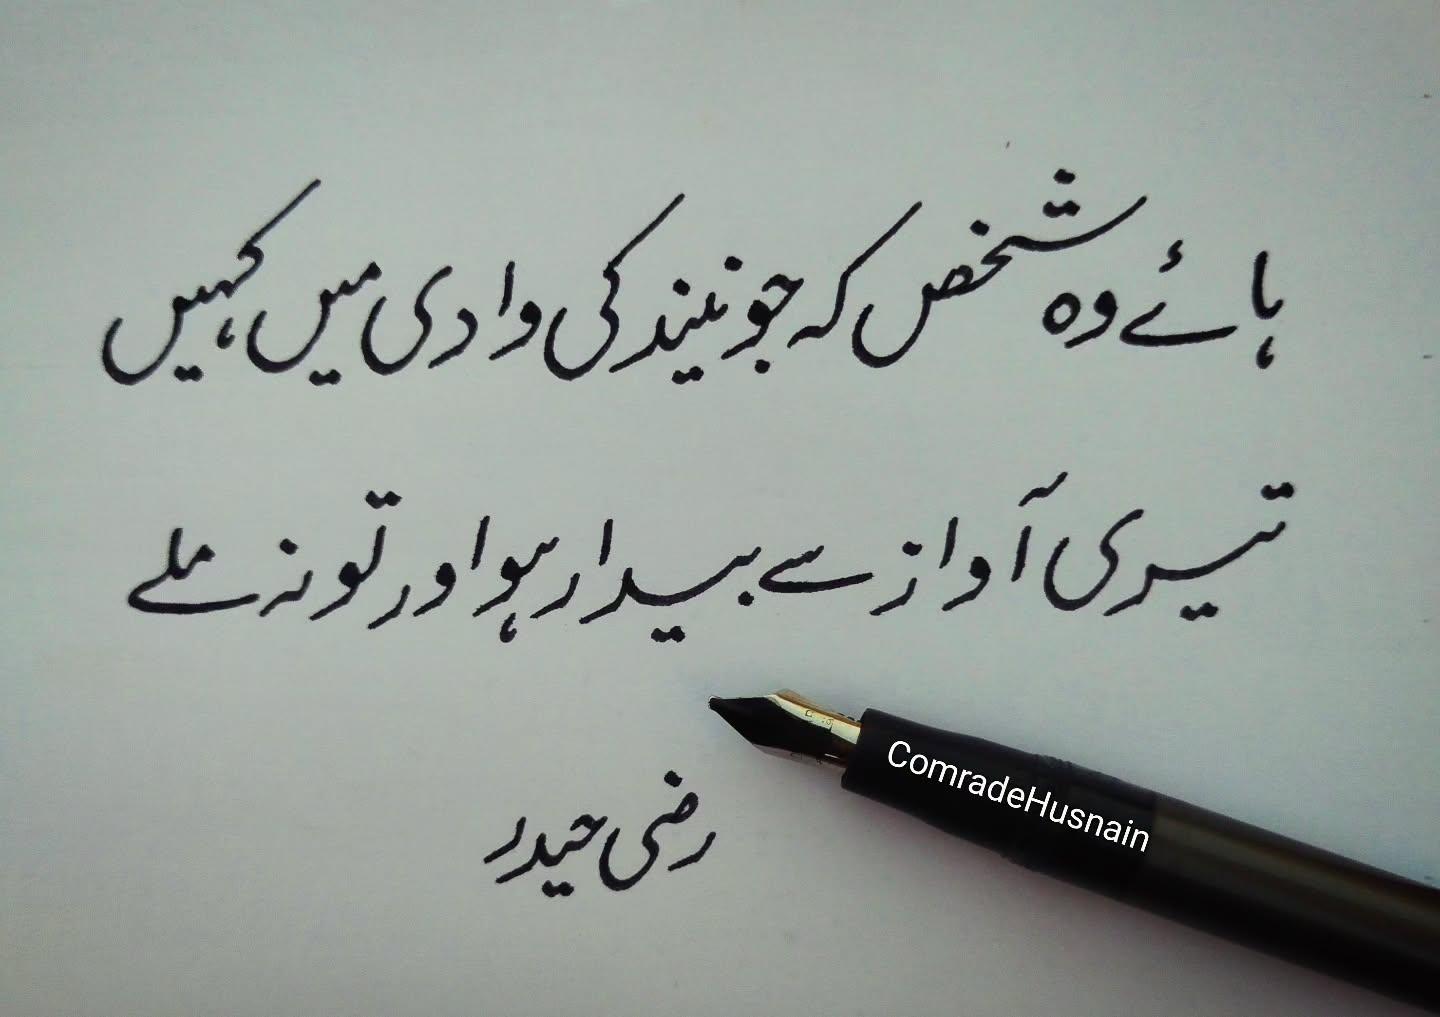 ہائے وہ شخص کہ جو نیند کی وادی میں کہیں
تیری آواز سے بیدار ہو اور تو نہ ملے
رضی حیدر
ComradeHusnain